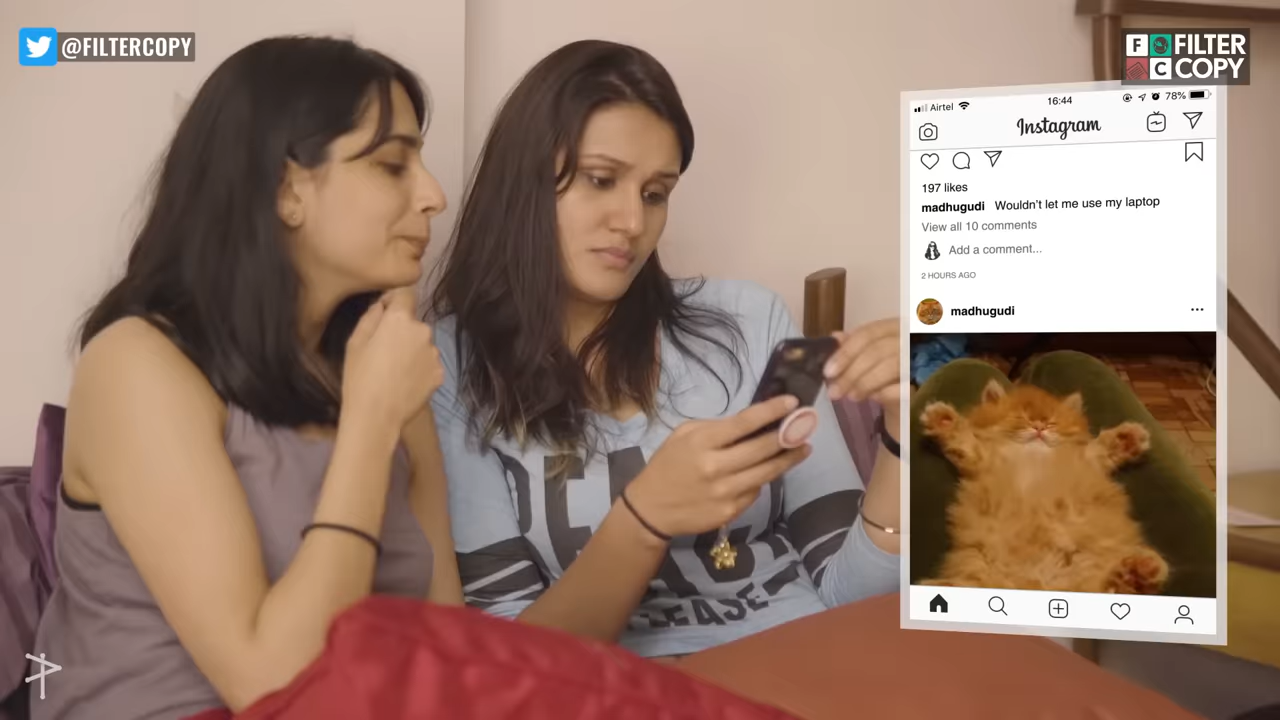 @FILTERCOPY
FILTER
COPY
F
C
Airtel
16:44
78%
Instagram
197 likes
madhugudi Wouldn't let me use my laptop
View all 10 comments
Add a comment...
2 HOURS AGO
madhugudi
PLEASE